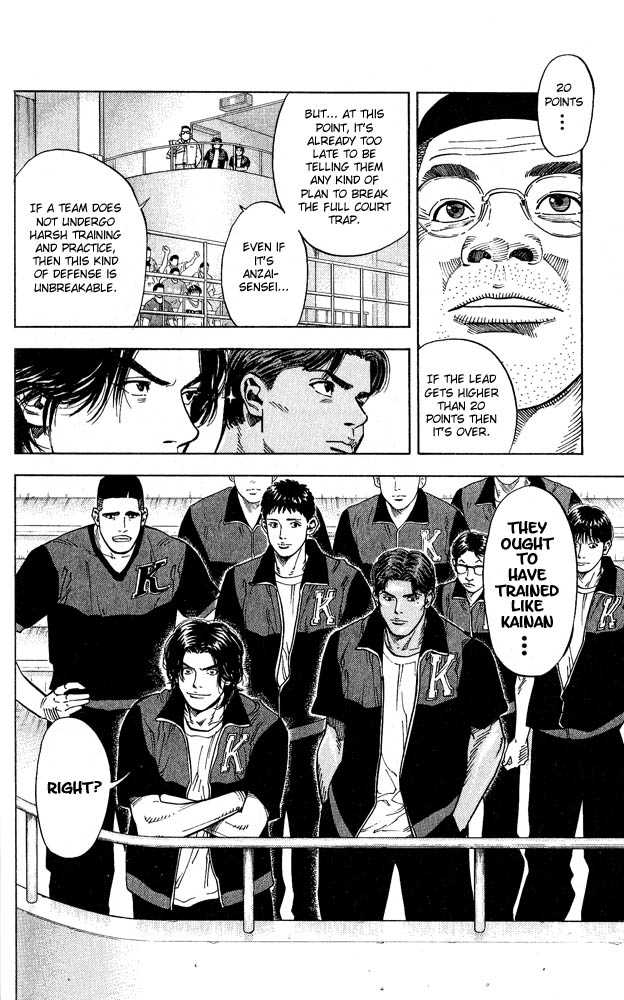 20
POINTS
...
IF THE LEAD
GETS HIGHER
THAN 20
POINTS THEN
IT'S OVER.
BUT... AT THIS
POINT, IT'S
ALREADY TOO
LATE TO BE
TELLING THEM
ANY KIND OF
PLAN TO BREAK
THE FULL COURT
TRAP.
EVEN IF
ANZAI-
SENSEI...
IF A TEAM DOES
NOT UNDERGO
HARSH TRAINING
AND PRACTICE,
THEN THIS KIND
OF DEFENSE IS
UNBREAKABLE.
THEY
OUGHT
TO
HAVE
TRAINED
LIKE
KAINAN
...
K
K
K
K
K
K
RIGHT?